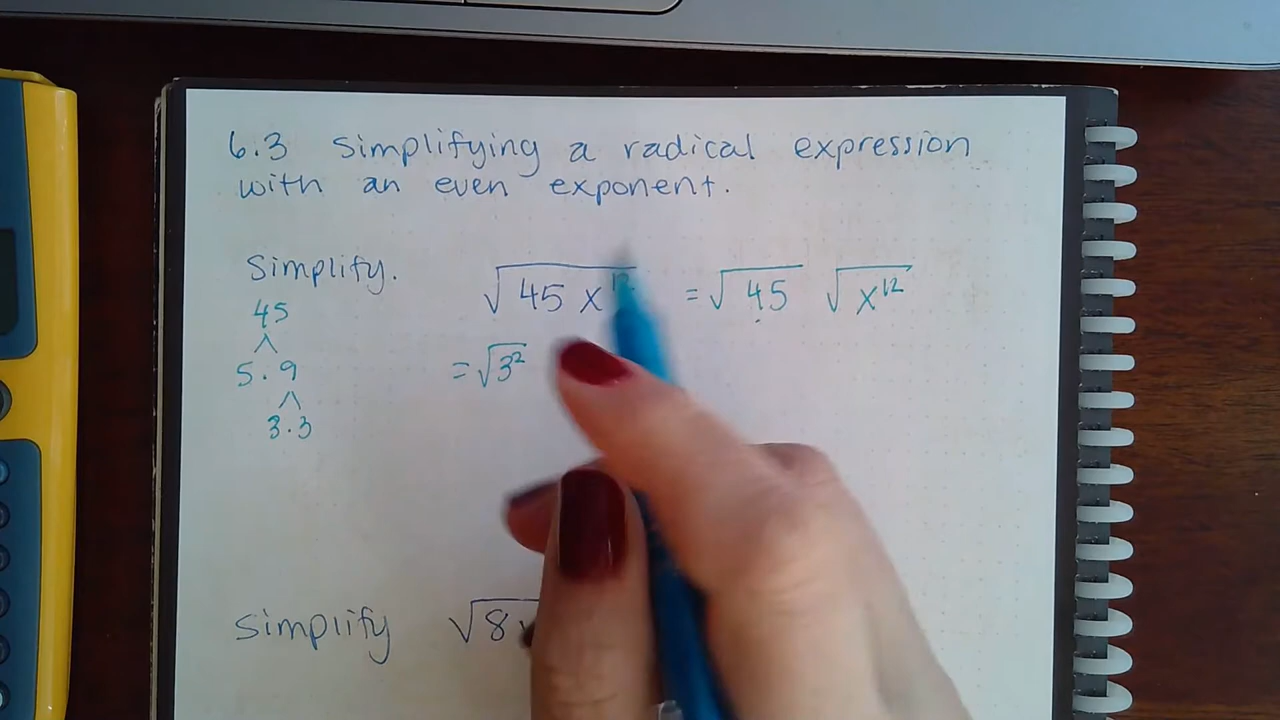 6.3 simplifying a radical expression
with an even exponent.
Simplify.
√45 x = √45 √x¹²
45
5 . 9
3 . 3
= √3²
simplify √8